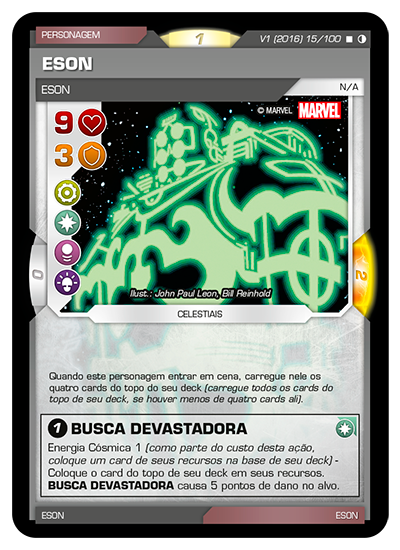 PERSONAGEM
1
V1 (2016) 15/100
ESON
ESON
N/A
9
© MARVEL MARVEL
3
0
2
Ilust.: John Paul Leon, Bill Reinhold
CELESTIAIS
Quando este personagem entrar em cena, carregue nele os
quatro cards do topo do seu deck (carregue todos os cards do
topo de seu deck, se houver menos de quatro cards ali).
1 BUSCA DEVASTADORA
Energia Cósmica 1 (como parte do custo desta ação,
coloque um card de seus recursos na base de seu deck) -
Coloque o card do topo de seu deck em seus recursos.
BUSCA DEVASTADORA causa 5 pontos de dano no alvo.
ESON
ESON